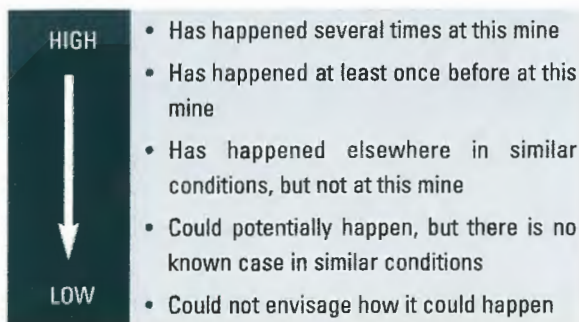 HIGH
• Has happened several times at this mine
• Has happened at least once before at this
mine
• Has happened elsewhere in similar
conditions, but not at this mine
• Could potentially happen, but there is no
known case in similar conditions
LOW
• Could not envisage how it could happen